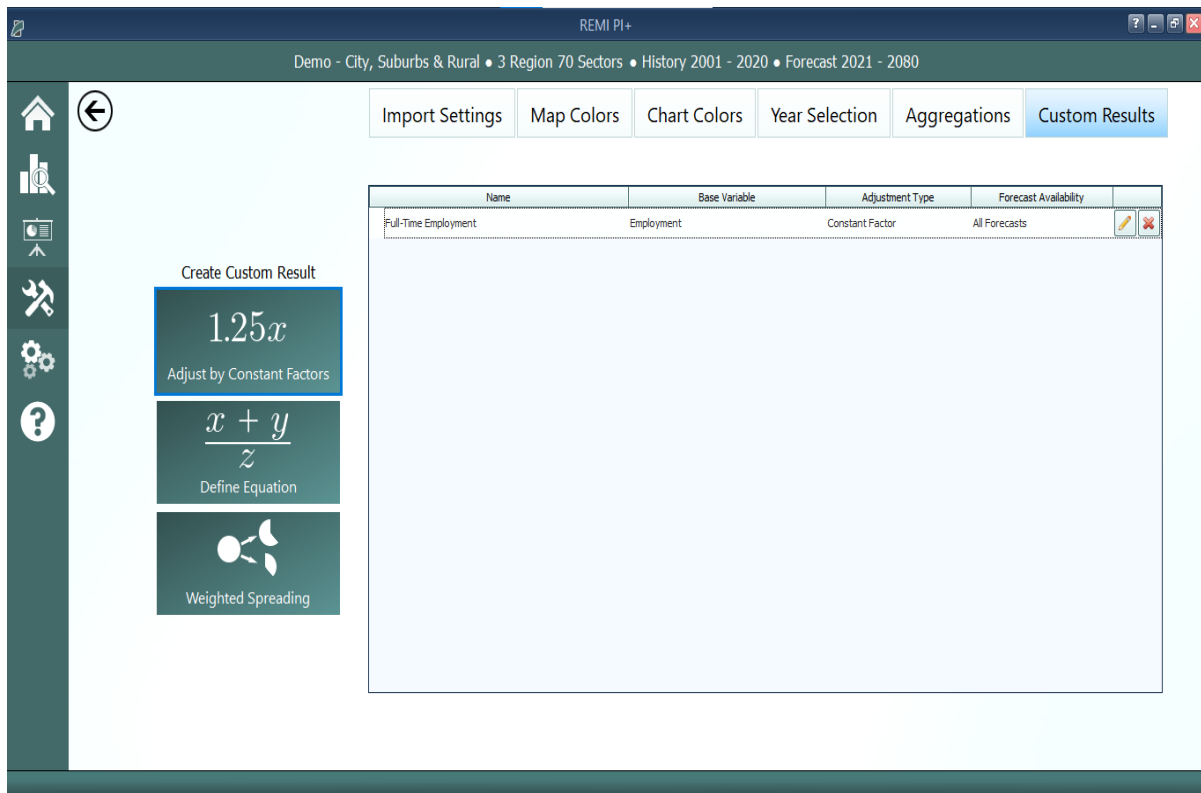 REMI PI+
Demo - City, Suburbs & Rural ● 3 Region 70 Sectors ● History 2001 - 2020 ● Forecast 2021 - 2080
Import Settings Map Colors Chart Colors Year Selection Aggregations Custom Results
Name Base Variable Adjustment Type Forecast Availability
Full-Time Employment Employment Constant Factor All Forecasts
Create Custom Result
1.25x
Adjust by Constant Factors
x + y
z
Define Equation
Weighted Spreading